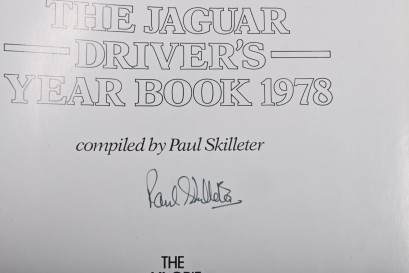 THE JAGUAR
DRIVER'S
YEAR BOOK 1978
compiled by Paul Skilleter
Paul Skilleter
THE